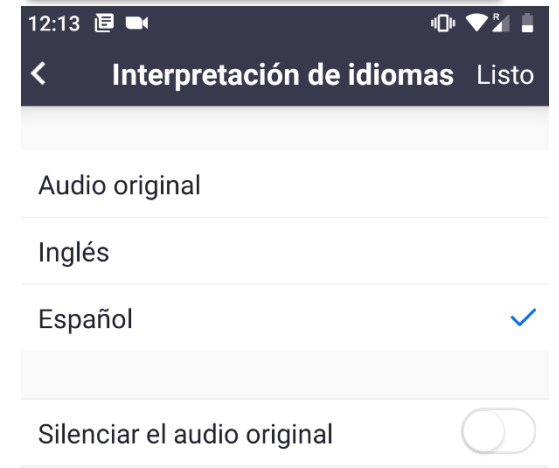 12:13 R
Interpretación de idiomas Listo
Audio original
Inglés
Español
Silenciar el audio original